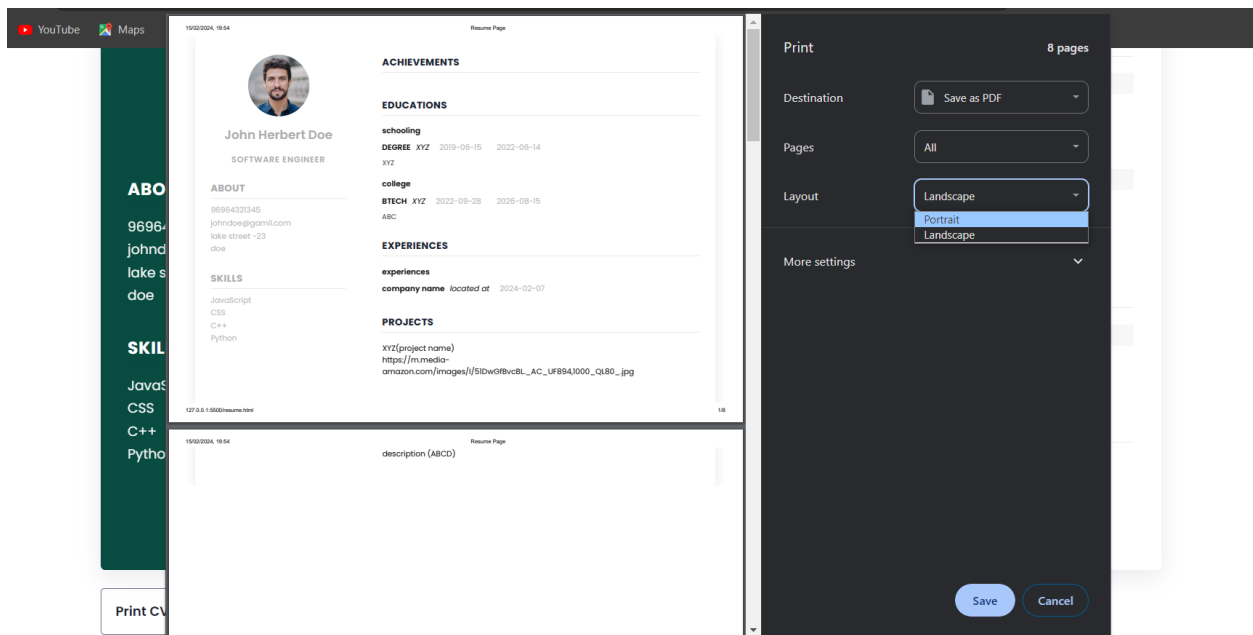 YouTube
Maps
ABO
96964
johnd
lake s
doe
SKIL
JavaS
CSS
C++
Pytho
Print CV
15/02/2024, 19:54
Resume Page
John Herbert Doe
SOFTWARE ENGINEER
ABOUT
96964321345
johndoe@gamil.com
lake street -23
doe
SKILLS
JavaScript
CSS
C++
Python
ACHIEVEMENTS
EDUCATIONS
schooling
DEGREE XYZ 2019-06-15 2022-06-14
XYZ
college
BTECH XYZ 2022-09-28 2026-08-15
ABC
EXPERIENCES
experiences
company name located at 2024-02-07
PROJECTS
XYZ(project name)
https://m.media-
amazon.com/images/I/51DwGfBvcBL._AC_UF894,1000_QL80_.jpg
127.0.0.1:5500/resume.html
1/8
15/02/2024, 19:54
Resume Page
description (ABCD)
Print
8 pages
Destination
Save as PDF
Pages
All
Layout
Landscape
Portrait
Landscape
More settings
Save
Cancel